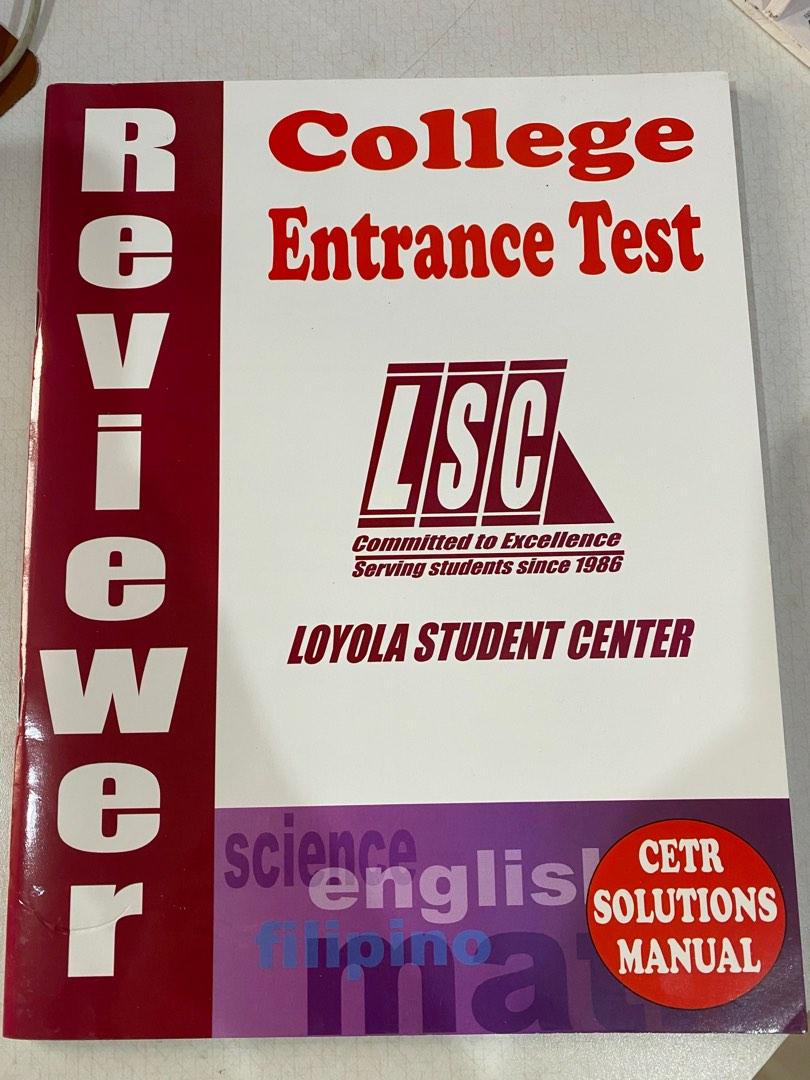 Reviewer
College
Entrance Test
LSC
Committed to Excellence
Serving students since 1986
LOYOLA STUDENT CENTER
science
english
filipino
math
CETR
SOLUTIONS
MANUAL